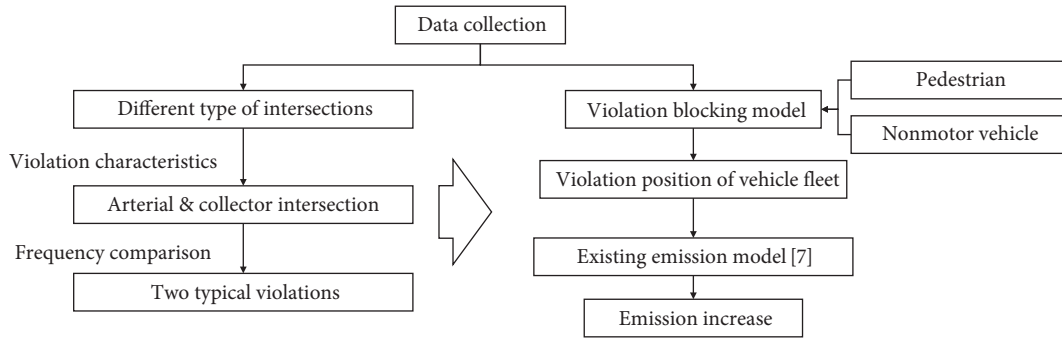 Data collection
Different type of intersections
Violation characteristics
Arterial & collector intersection
Frequency comparison
Two typical violations
Violation blocking model
Pedestrian
Nonmotor vehicle
Violation position of vehicle fleet
Existing emission model [7]
Emission increase